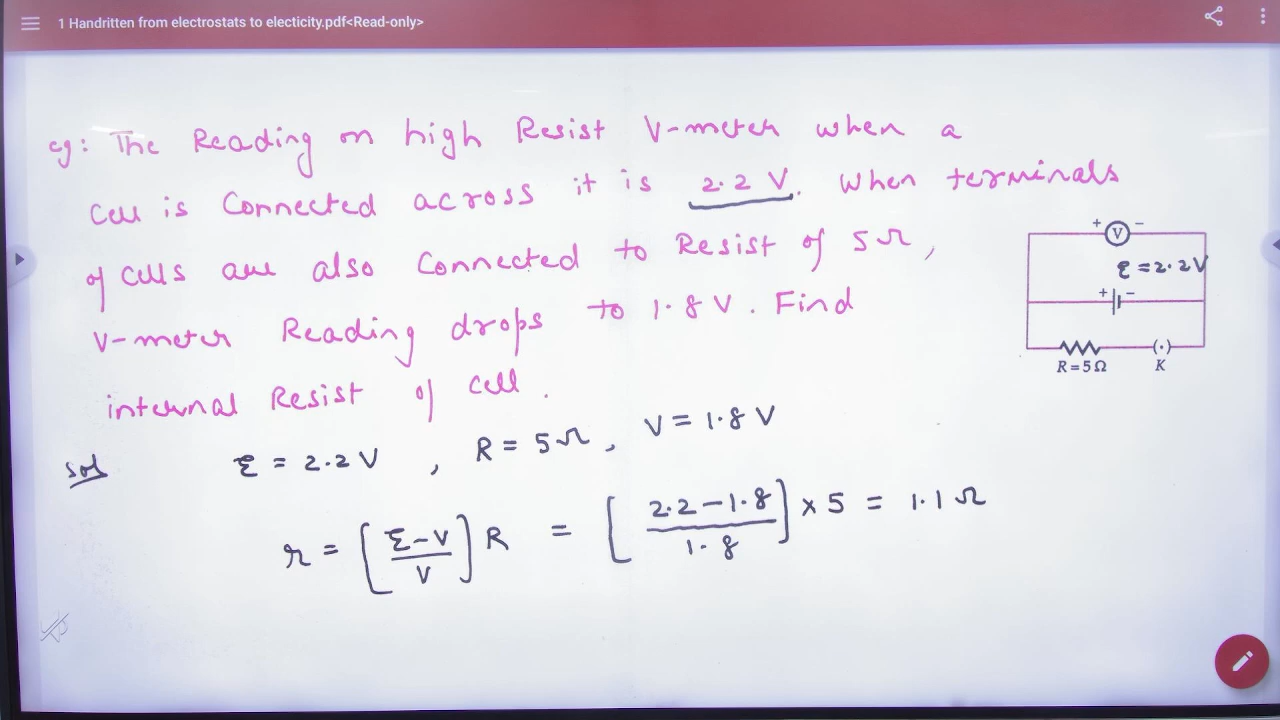 1 Handritten from electrostats to electicity.pdf<Read-only>
eg: The Reading on high Resist V-meter when a
Cell is Connected across it is 2.2 V. When terminals
of cells are also Connected to Resist of 5Ω,
V-meter Reading drops to 1.8 V. Find
internal Resist of cell.
+ V -
ε = 2.2V
+ -
R = 5Ω K
Sol ε = 2.2V, R = 5Ω, V = 1.8 V
r = [ε-V/V] R = [2.2-1.8/1.8] × 5 = 1.1Ω